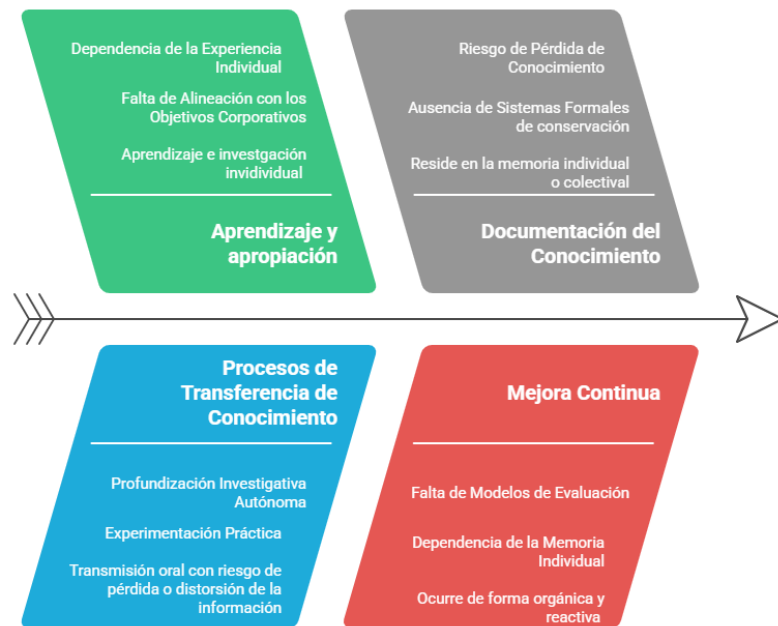 Dependencia de la Experiencia
Individual
Falta de Alineación con los
Objetivos Corporativos
Aprendizaje e investgación
invidividual
Aprendizaje y
apropiación
Riesgo de Pérdida de
Conocimiento
Ausencia de Sistemas Formales
de conservación
Reside en la memoria individual
o colectival
Documentación del
Conocimiento
Procesos de
Transferencia de
Conocimiento
Profundización Investigativa
Autónoma
Experimentación Práctica
Transmisión oral con riesgo de
pérdida o distorsión de la
información
Mejora Continua
Falta de Modelos de Evaluación
Dependencia de la Memoria
Individual
Ocurre de forma orgánica y
reactiva